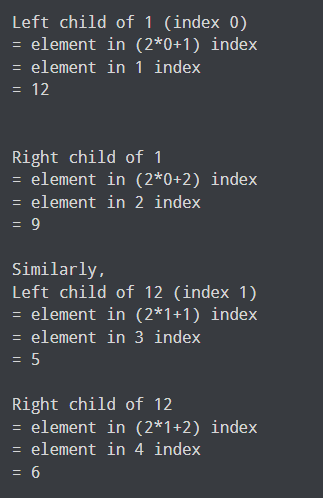 Left child of 1 (index 0)
= element in (2*0+1) index
= element in 1 index
= 12
Right child of 1
= element in (2*0+2) index
= element in 2 index
= 9
Similarly,
Left child of 12 (index 1)
= element in (2*1+1) index
= element in 3 index
= 5
Right child of 12
= element in (2*1+2) index
= element in 4 index
= 6